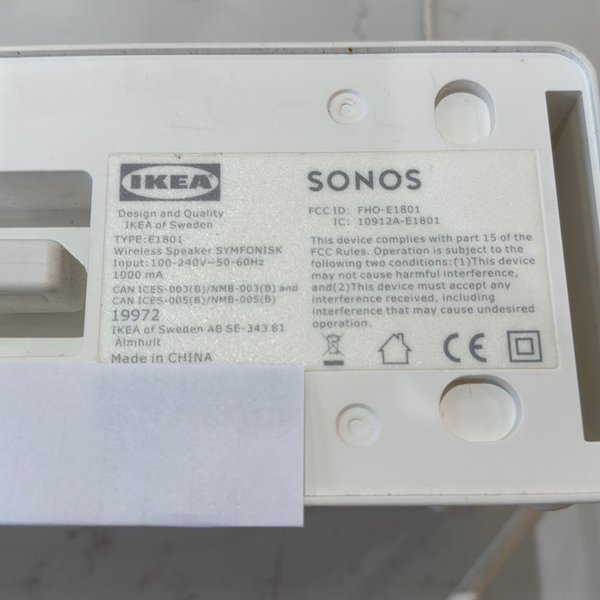 IKEA
Design and Quality
IKEA of Sweden
TYPE:E1801
Wireless Speaker SYMFONISK
Input:100-240V~50-60Hz
1000 mA
CAN ICES-003(B)/NMB-003(B) and
CAN ICES-005(B)/NMB-005(B)
19972
IKEA of Sweden AB SE-343 81
Älmhult
Made in CHINA
SONOS
FCC ID: FHO-E1801
IC: 10912A-E1801
This device complies with part 15 of the
FCC Rules. Operation is subject to the
following two conditions:(1)This device
may not cause harmful interference,
and(2)This device must accept any
interference received, including
interference that may cause undesired
operation.
CE